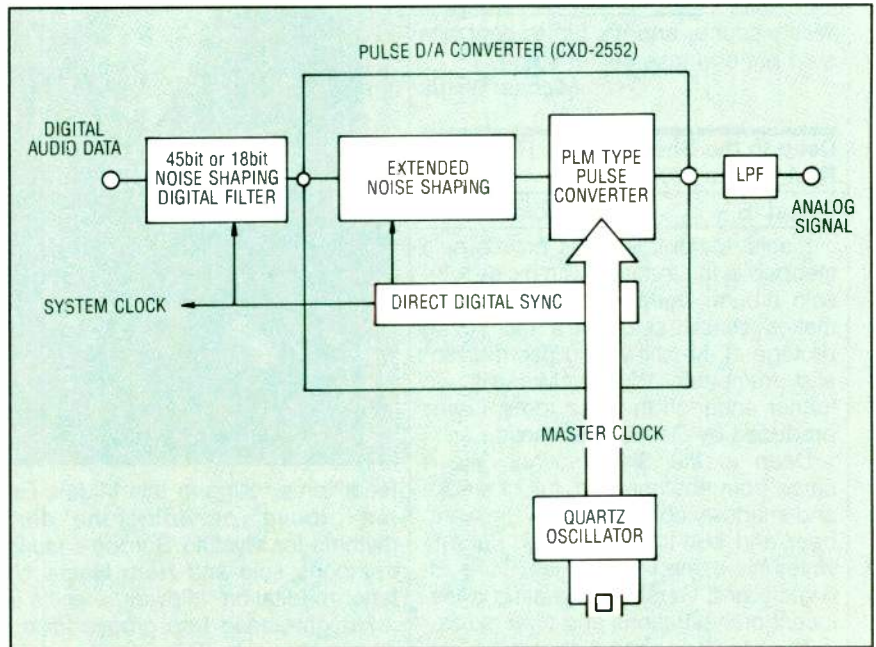 PULSE D/A CONVERTER (CXD-2552)
DIGITAL
AUDIO DATA
45bit or 18bit
NOISE SHAPING
DIGITAL FILTER
EXTENDED
NOISE SHAPING
PLM TYPE
PULSE
CONVERTER
LPF
ANALOG
SIGNAL
SYSTEM CLOCK
DIRECT DIGITAL SYNC
MASTER CLOCK
QUARTZ
OSCILLATOR